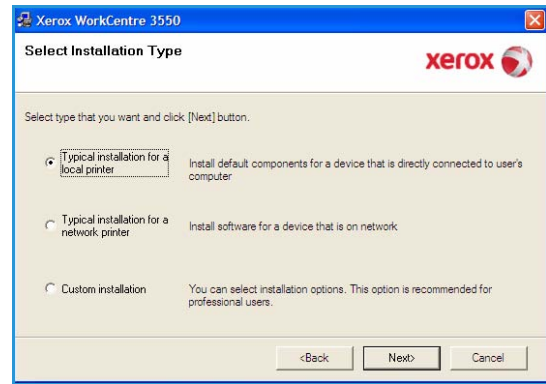 Xerox WorkCentre 3550
Select Installation Type
xerox
Select type that you want and click [Next] button.
Typical installation for a
local printer
Install default components for a device that is directly connected to user's
computer
Typical installation for a
network printer
Install software for a device that is on network
Custom installation
You can select installation options. This option is recommended for
professional users.
<Back
Next>
Cancel